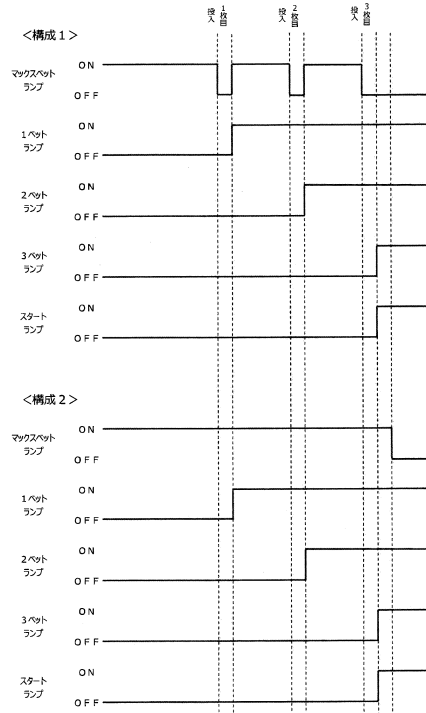 1枚目
投入
2枚目
投入
3枚目
投入
＜構成１＞
マックスベット
ランプ
ON
OFF
1ベット
ランプ
ON
OFF
2ベット
ランプ
ON
OFF
3ベット
ランプ
ON
OFF
スタート
ランプ
ON
OFF
＜構成２＞
マックスベット
ランプ
ON
OFF
1ベット
ランプ
ON
OFF
2ベット
ランプ
ON
OFF
3ベット
ランプ
ON
OFF
スタート
ランプ
ON
OFF